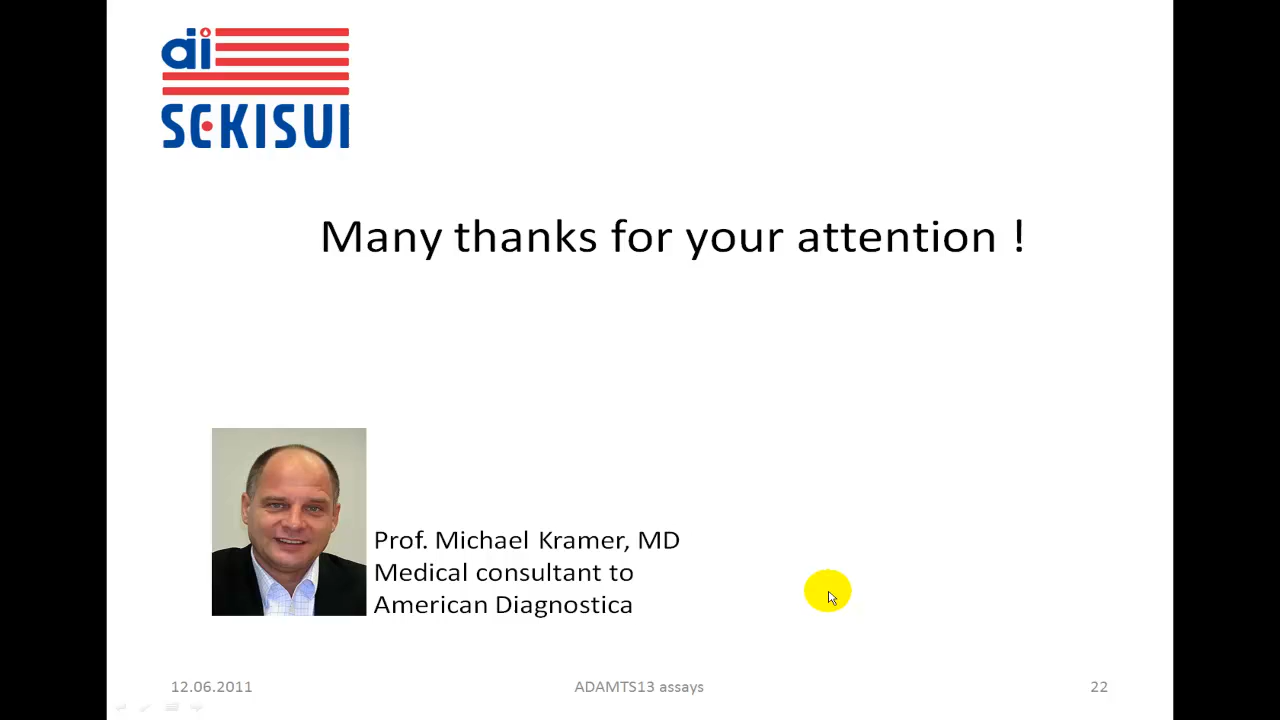 ai
SEKISUI
Many thanks for your attention !
Prof. Michael Kramer, MD
Medical consultant to
American Diagnostica
12.06.2011
ADAMTS13 assays
22